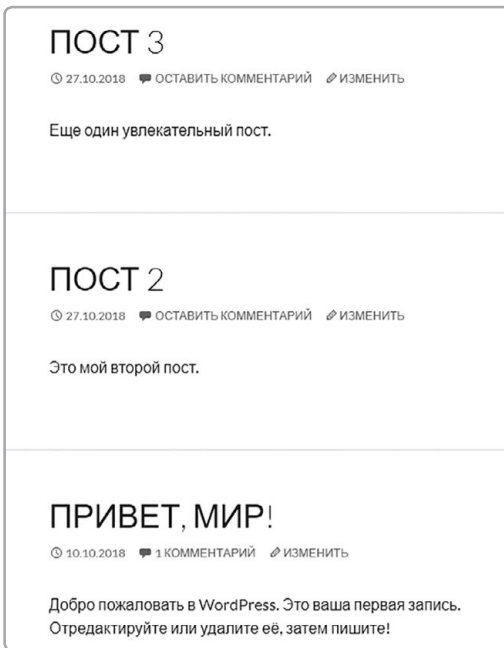 ПОСТ 3
27.10.2018 ОСТАВИТЬ КОММЕНТАРИЙ ИЗМЕНИТЬ
Еще один увлекательный пост.
ПОСТ 2
27.10.2018 ОСТАВИТЬ КОММЕНТАРИЙ ИЗМЕНИТЬ
Это мой второй пост.
ПРИВЕТ, МИР!
10.10.2018 1 КОММЕНТАРИЙ ИЗМЕНИТЬ
Добро пожаловать в WordPress. Это ваша первая запись.
Отредактируйте или удалите её, затем пишите!